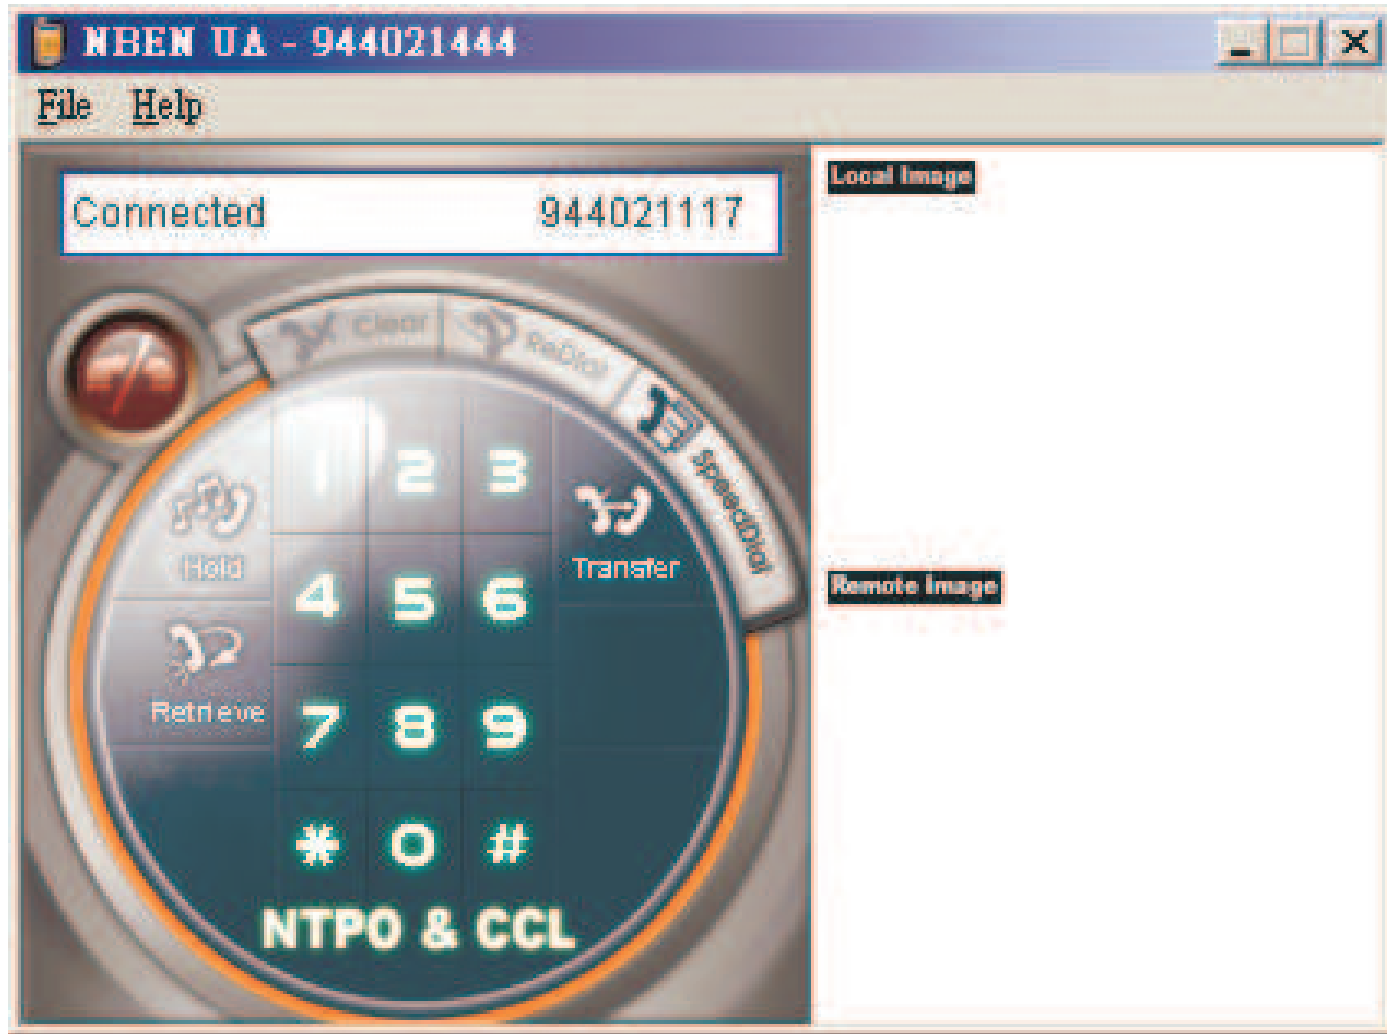 NBEN UA - 944021444
File Help
Connected 944021117
Local Image
Clear ReDial SpeedDial
1 2 3
Hold Transfer
4 5 6
Remote Image
Retrieve 7 8 9
* 0 #
NTPO & CCL